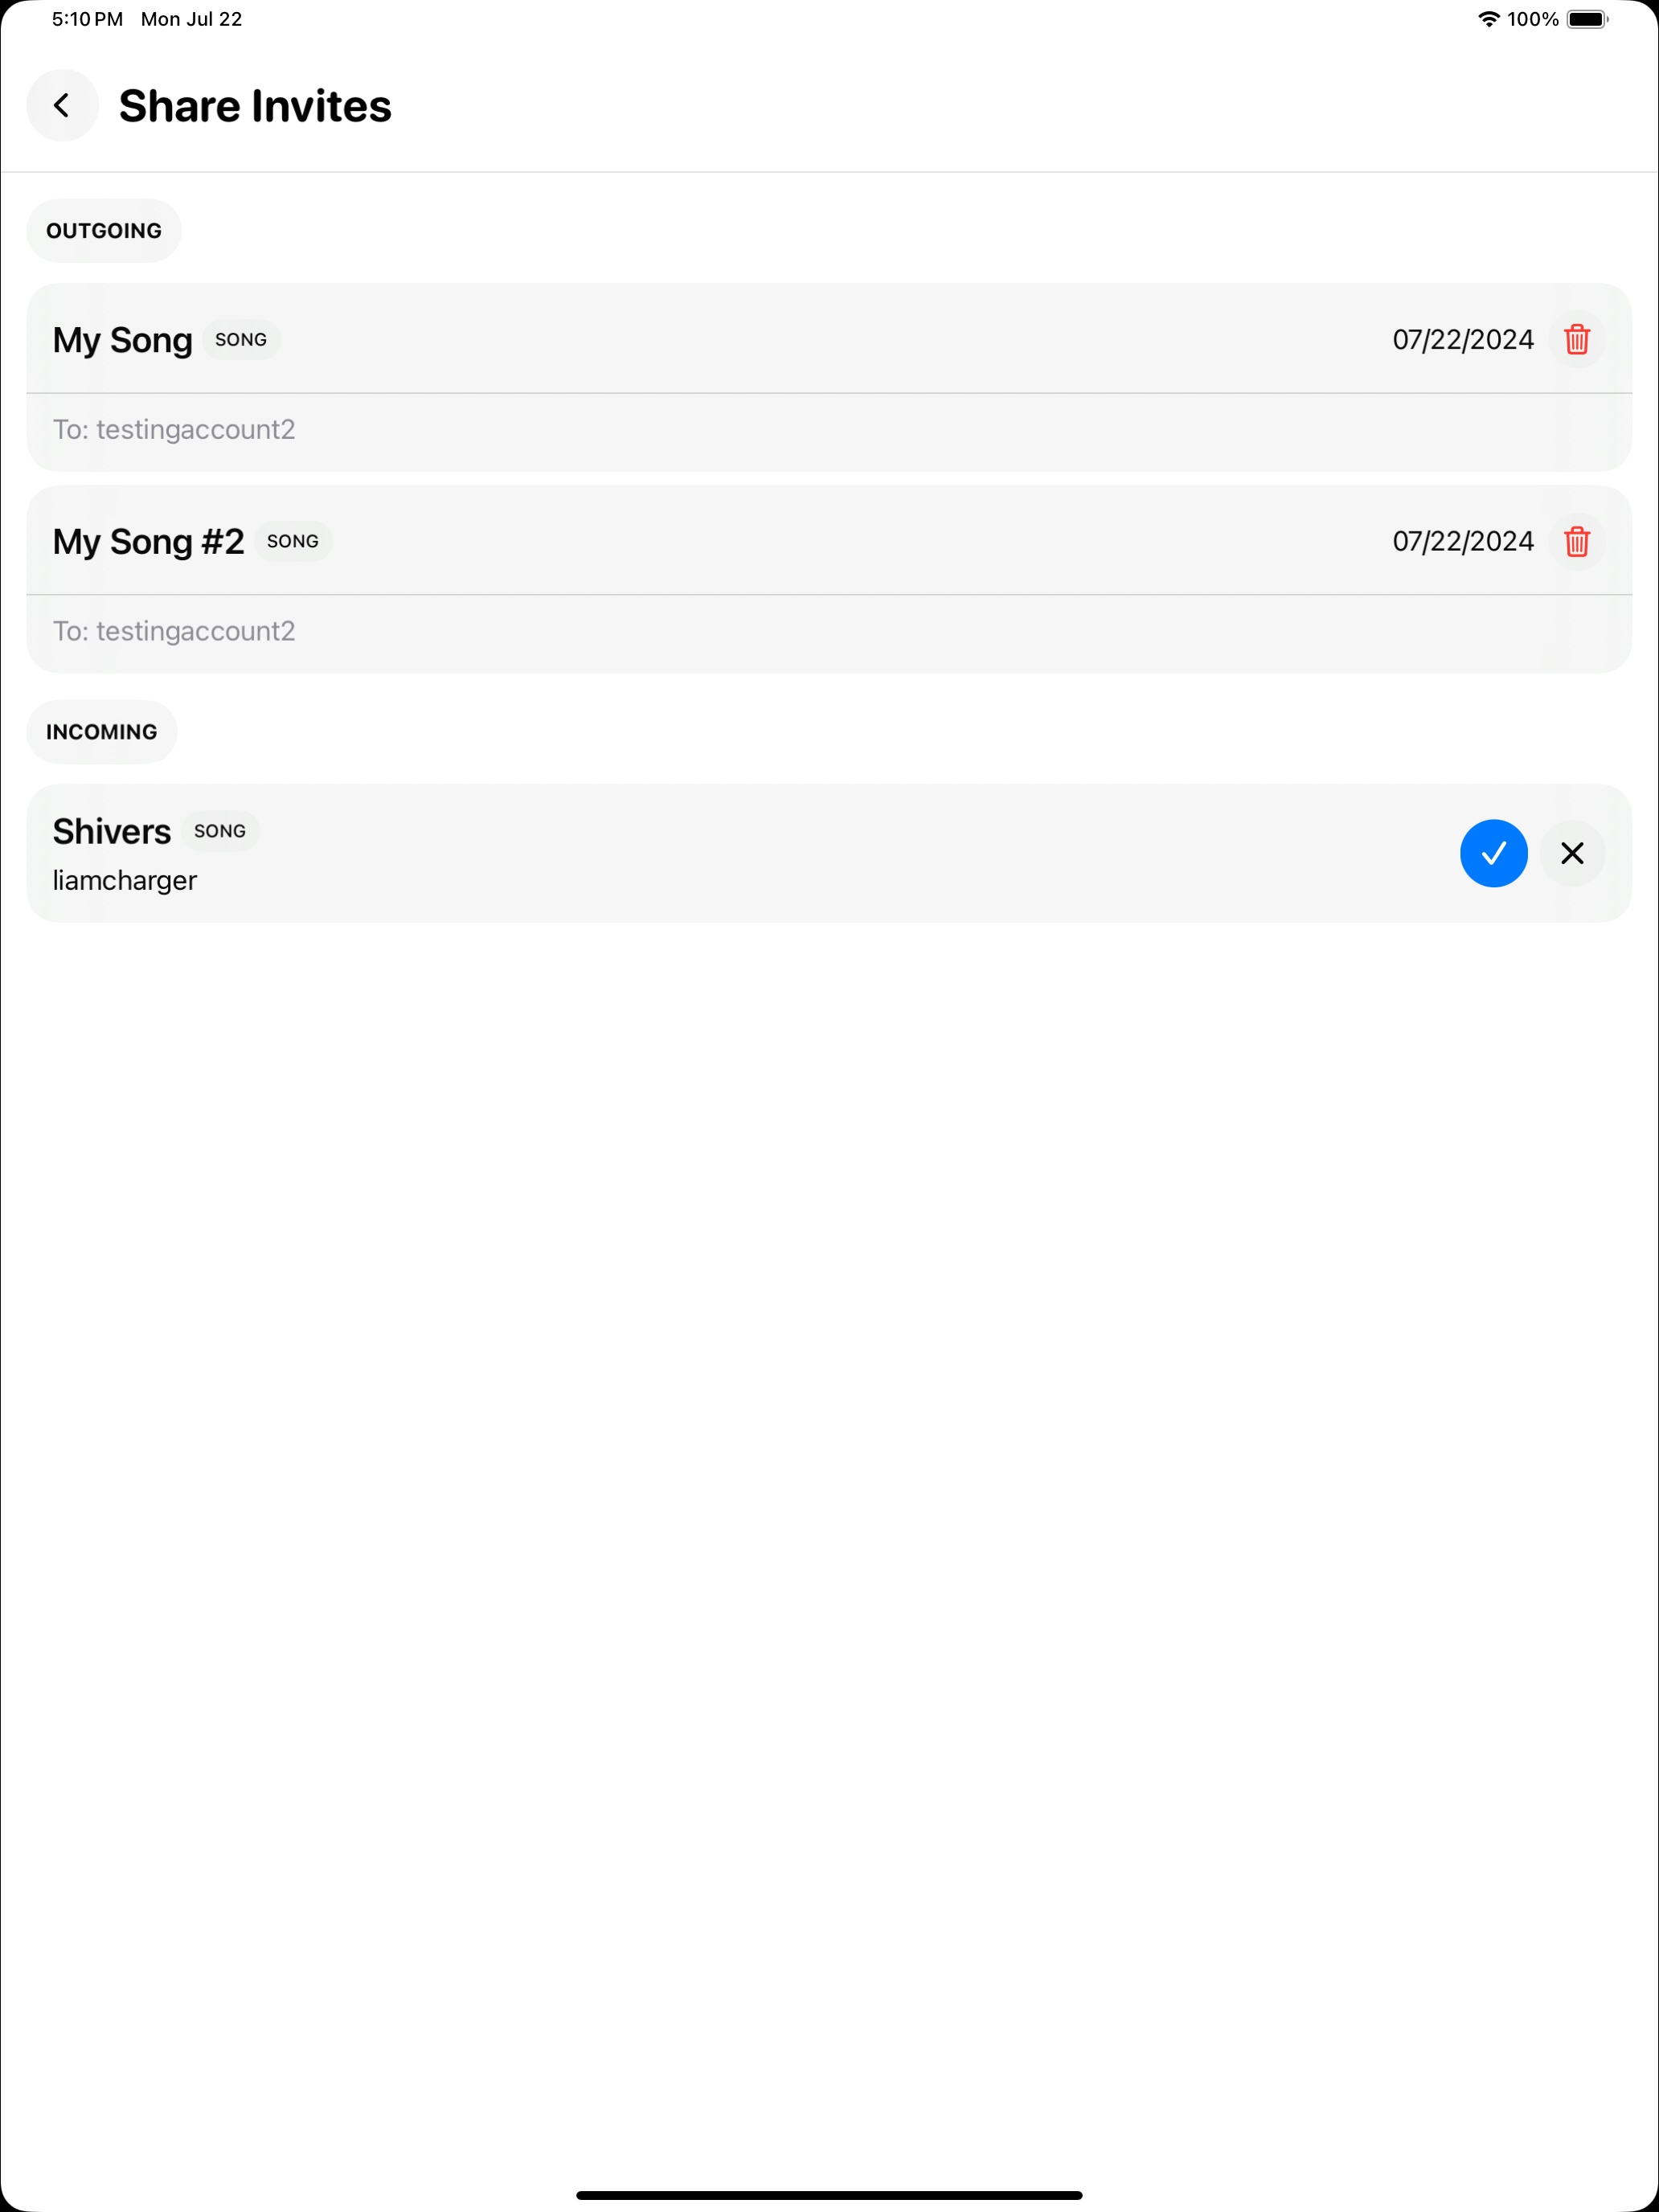 5:10 PM Mon Jul 22 100%
Share Invites
OUTGOING
My Song SONG 07/22/2024
To: testingaccount2
My Song #2 SONG 07/22/2024
To: testingaccount2
INCOMING
Shivers SONG
liamcharger